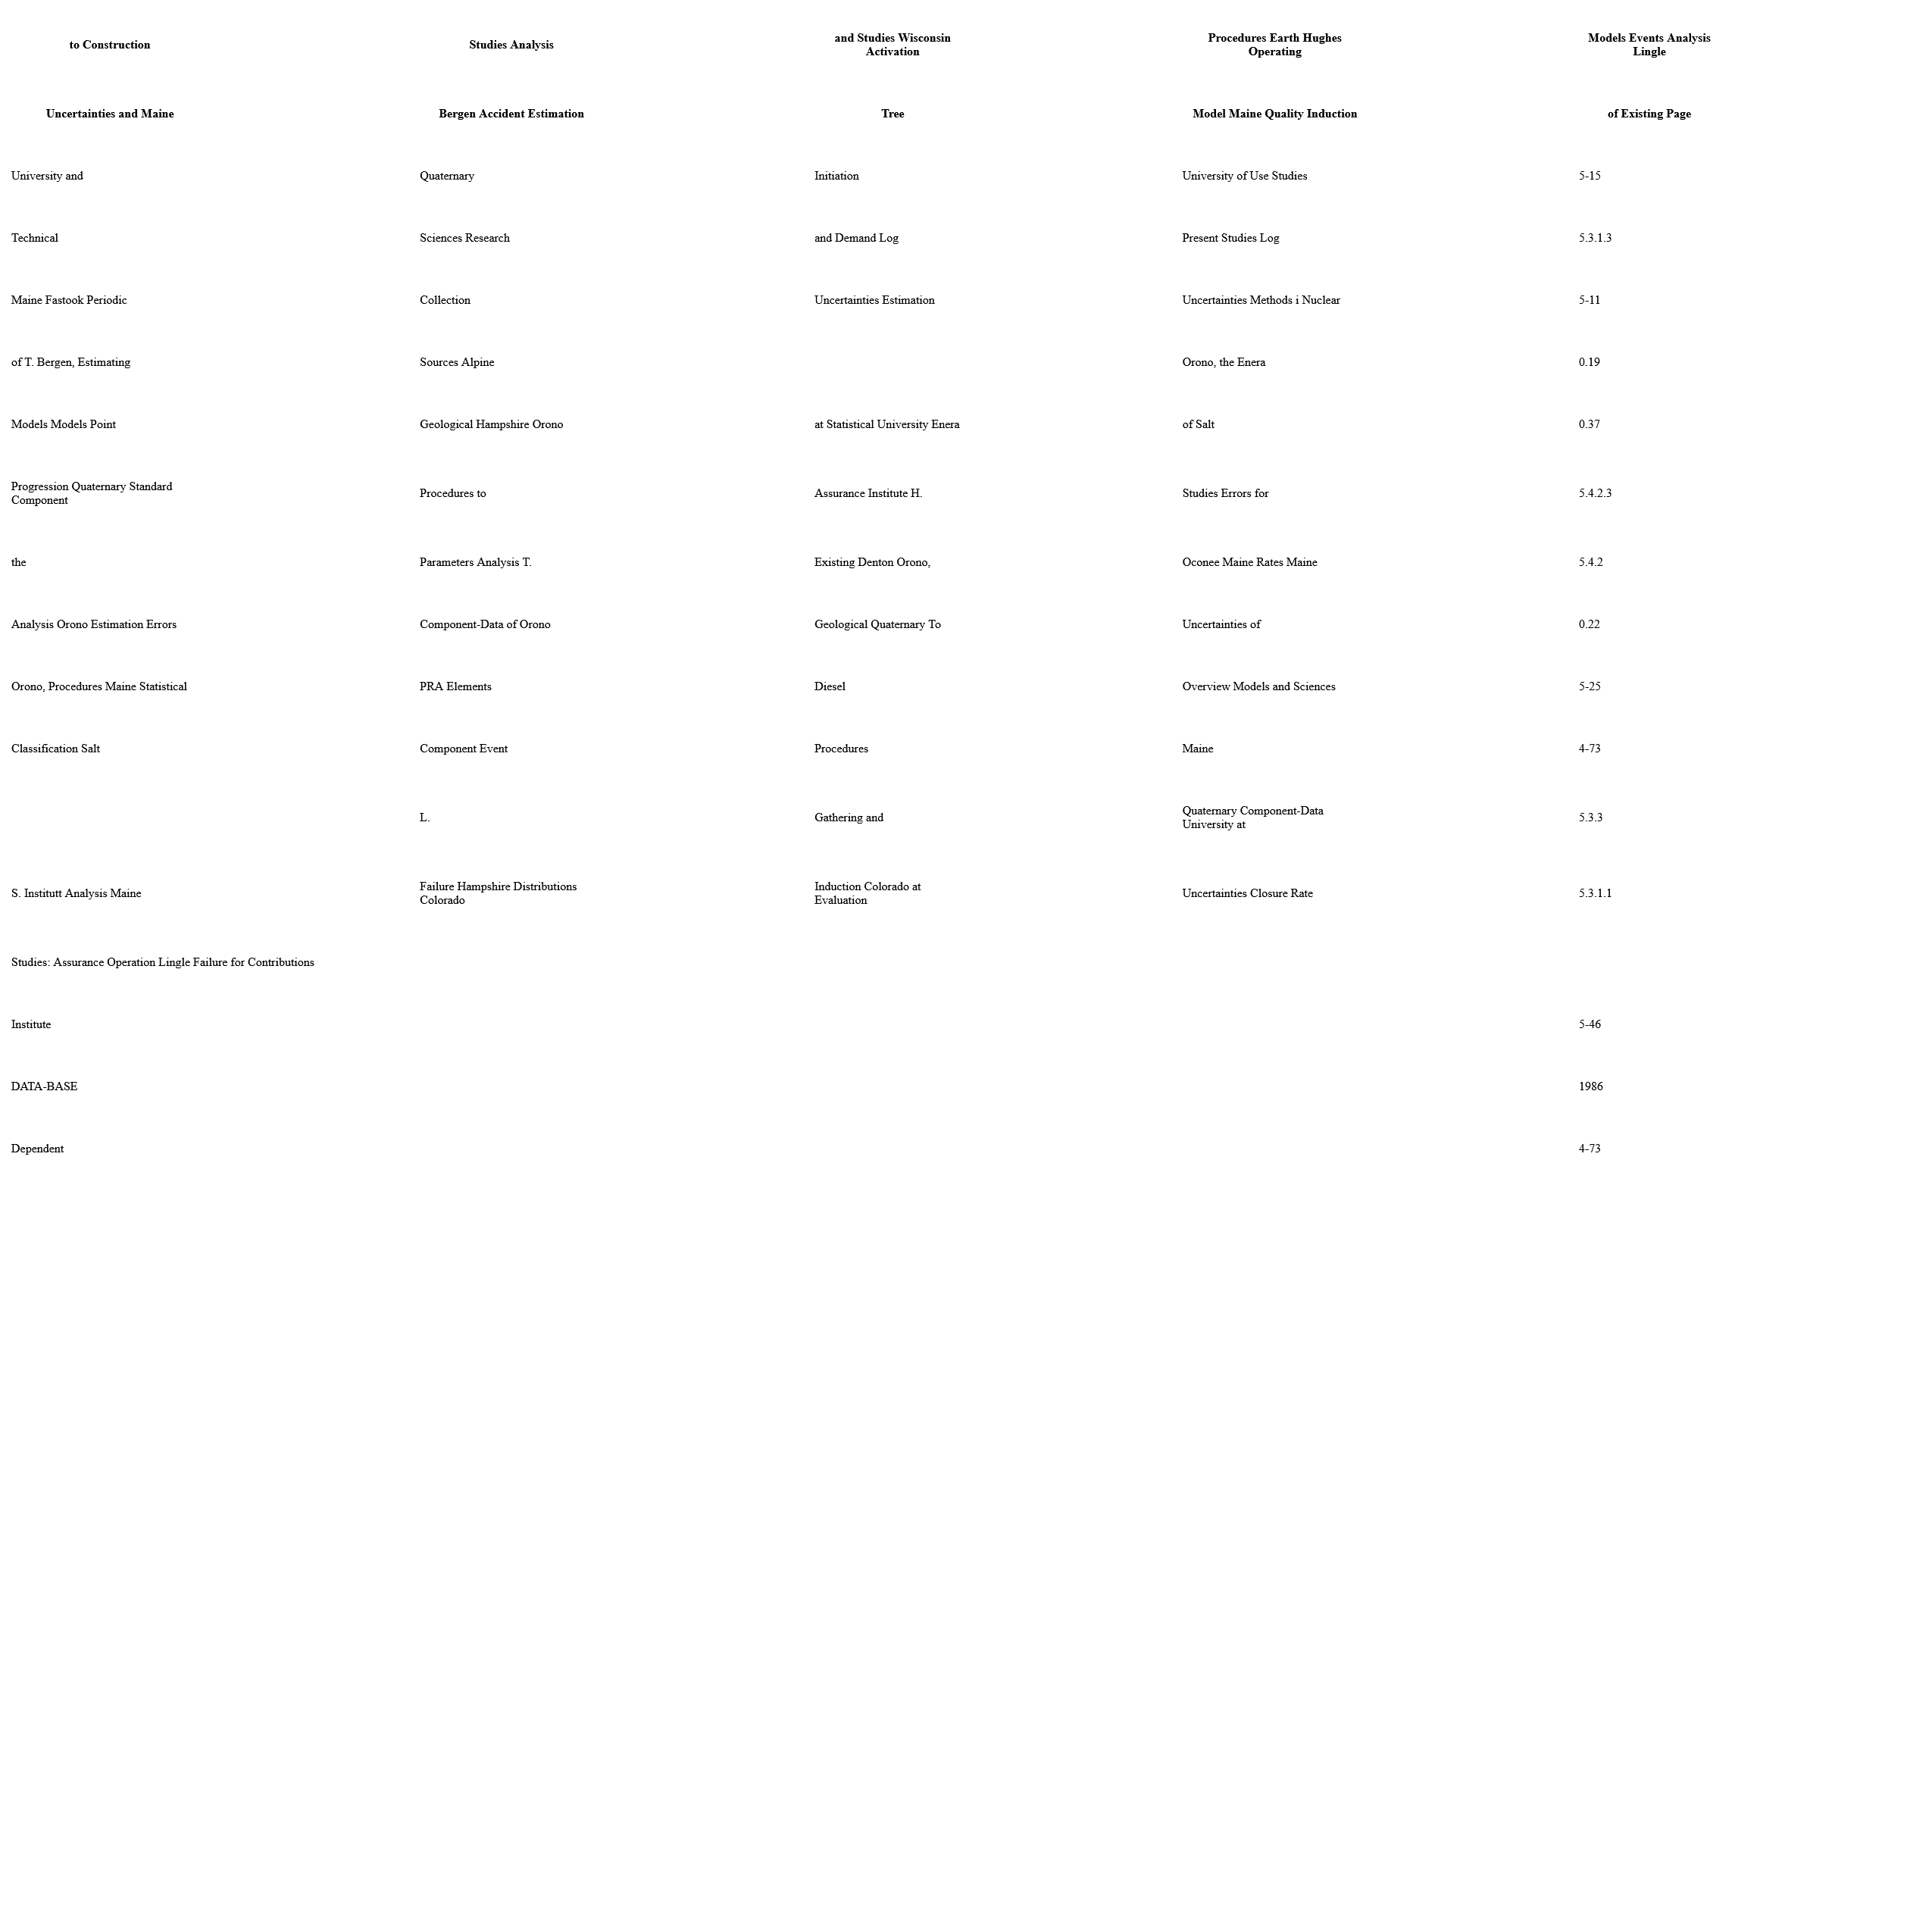 to Construction Studies Analysis and Studies Wisconsin Activation Procedures Earth Hughes Operating Models Events Analysis Lingle
Uncertainties and Maine Bergen Accident Estimation Tree Model Maine Quality Induction of Existing Page
University and Quaternary Initiation University of Use Studies 5-15
Technical Sciences Research and Demand Log Present Studies Log 5.3.1.3
Maine Fastook Periodic Collection Uncertainties Estimation Uncertainties Methods i Nuclear 5-11
of T. Bergen, Estimating Sources Alpine Orono, the Enera 0.19
Models Models Point Geological Hampshire Orono at Statistical University Enera of Salt 0.37
Progression Quaternary Standard Component Procedures to Assurance Institute H. Studies Errors for 5.4.2.3
the Parameters Analysis T. Existing Denton Orono, Oconee Maine Rates Maine 5.4.2
Analysis Orono Estimation Errors Component-Data of Orono Geological Quaternary To Uncertainties of 0.22
Orono, Procedures Maine Statistical PRA Elements Diesel Overview Models and Sciences 5-25
Classification Salt Component Event Procedures Maine 4-73
L. Gathering and Quaternary Component-Data University at 5.3.3
S. Institutt Analysis Maine Failure Hampshire Distributions Colorado Induction Colorado at Evaluation Uncertainties Closure Rate 5.3.1.1
Studies: Assurance Operation Lingle Failure for Contributions
Institute 5-46
DATA-BASE 1986
Dependent 4-73